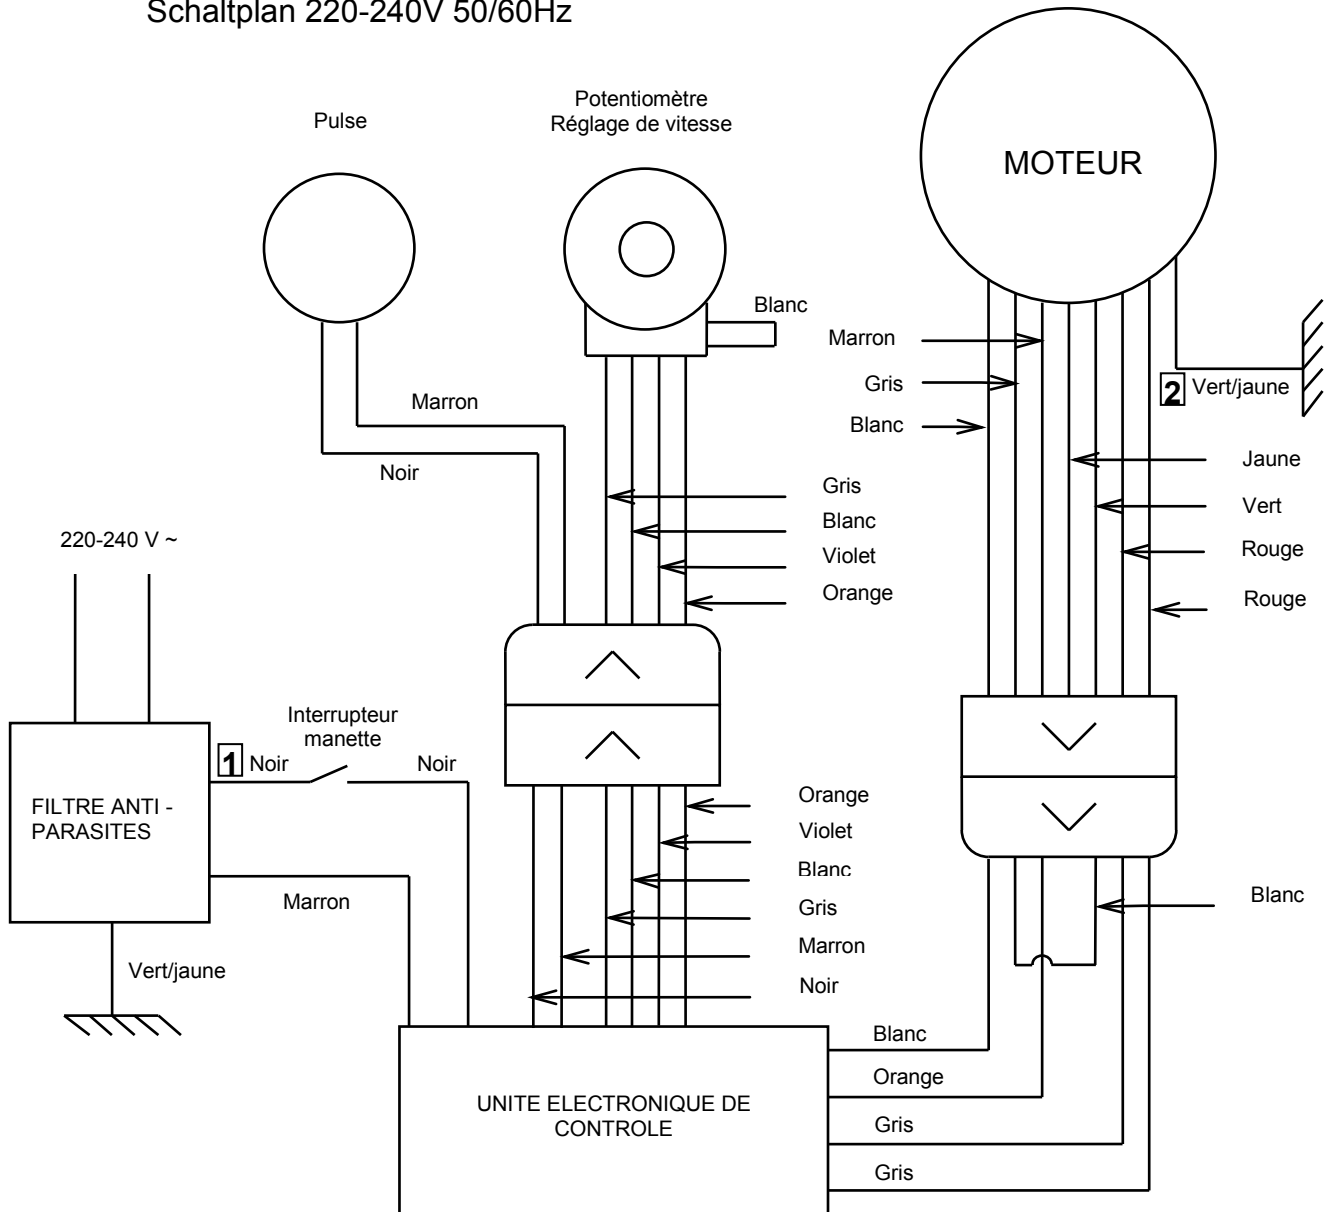 Schaltplan 220-240V 50/60Hz
Pulse
Potentiomètre
Réglage de vitesse
MOTEUR
Blanc
Marron
Gris
Blanc
2 Vert/jaune
Marron
Noir
Jaune
Vert
Rouge
Rouge
Gris
Blanc
Violet
Orange
220-240 V ~
Interrupteur
manette
1 Noir
Noir
FILTRE ANTI -
PARASITES
Marron
Vert/jaune
Orange
Violet
Blanc
Gris
Marron
Noir
Blanc
Blanc
Orange
Gris
Gris
UNITE ELECTRONIQUE DE
CONTROLE